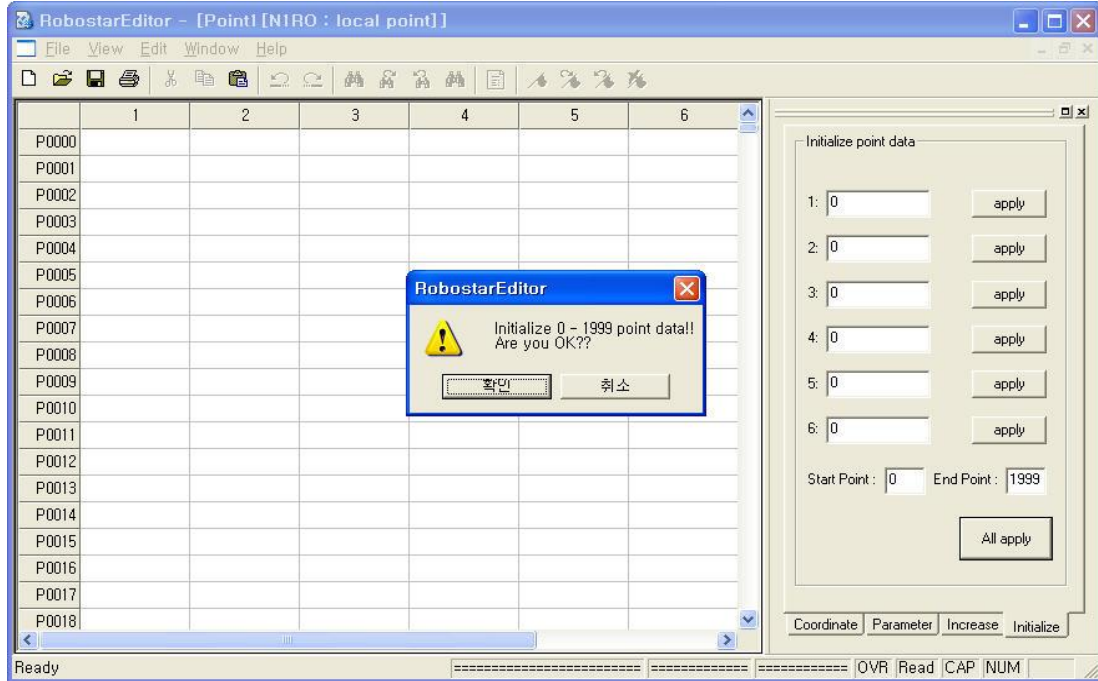 RobostarEditor - [Point1 [N1RO : local point]]
File View Edit Window Help
1 2 3 4 5 6
P0000
P0001
P0002
P0003
P0004
P0005
P0006
P0007
P0008
P0009
P0010
P0011
P0012
P0013
P0014
P0015
P0016
P0017
P0018
RobostarEditor
Initialize 0 - 1999 point data!!
Are you OK??
확인 취소
Initialize point data
1: 0 apply
2: 0 apply
3: 0 apply
4: 0 apply
5: 0 apply
6: 0 apply
Start Point : 0 End Point : 1999
All apply
Coordinate Parameter Increase Initialize
Ready OVR Read CAP NUM